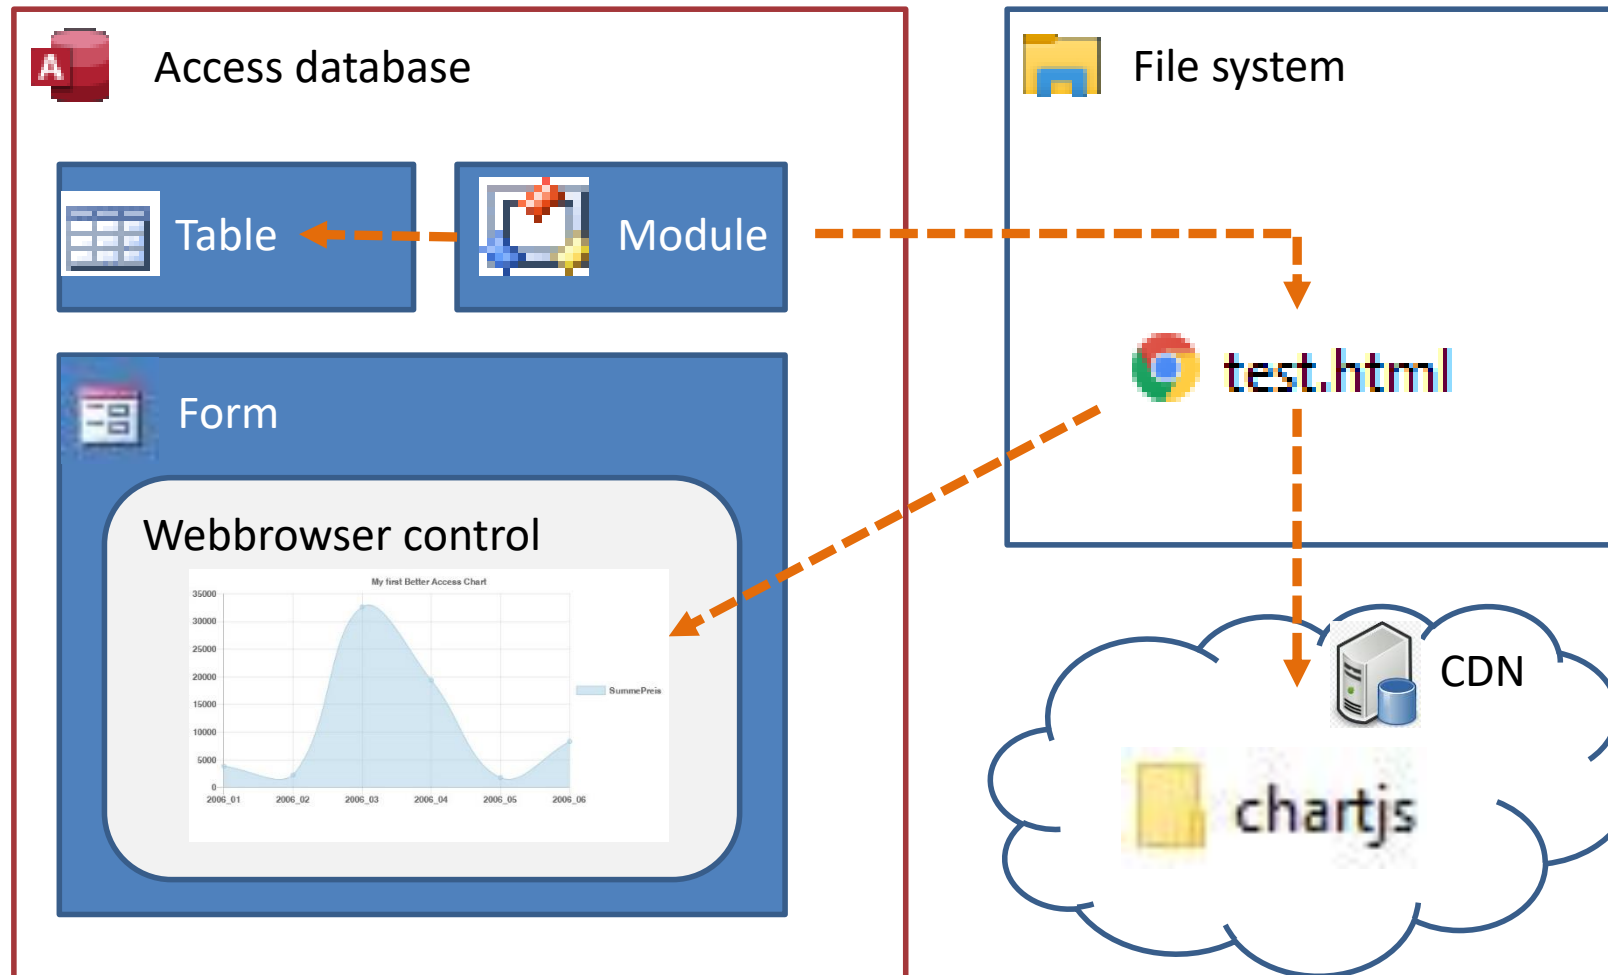 Access database
File system
A
Table
Module
test.html
Form
Webbrowser control
My first Better Access Chart
35000
30000
25000
20000
15000
10000
5000
0
SummePreis
2006_01 2006_02 2006_03 2006_04 2006_05 2006_06
CDN
chartjs